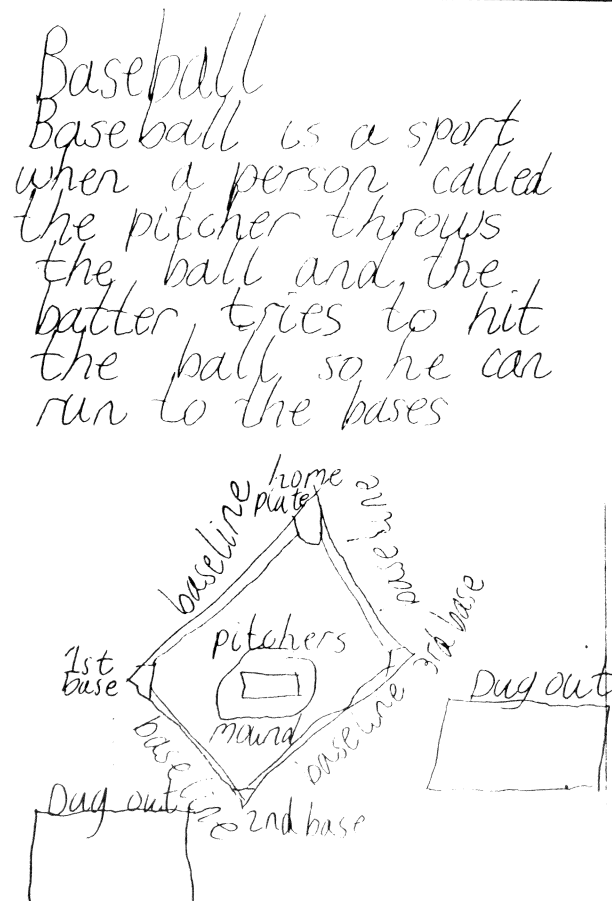 Baseball
Baseball is a sport
when a person called
the pitcher throws
the ball and the
batter tries to hit
the ball so he can
run to the bases
home
plate
baseline
baseline
pitchers
mound
1st
base
3rd base
baseline
baseline
2nd base
Dug out
Dug out